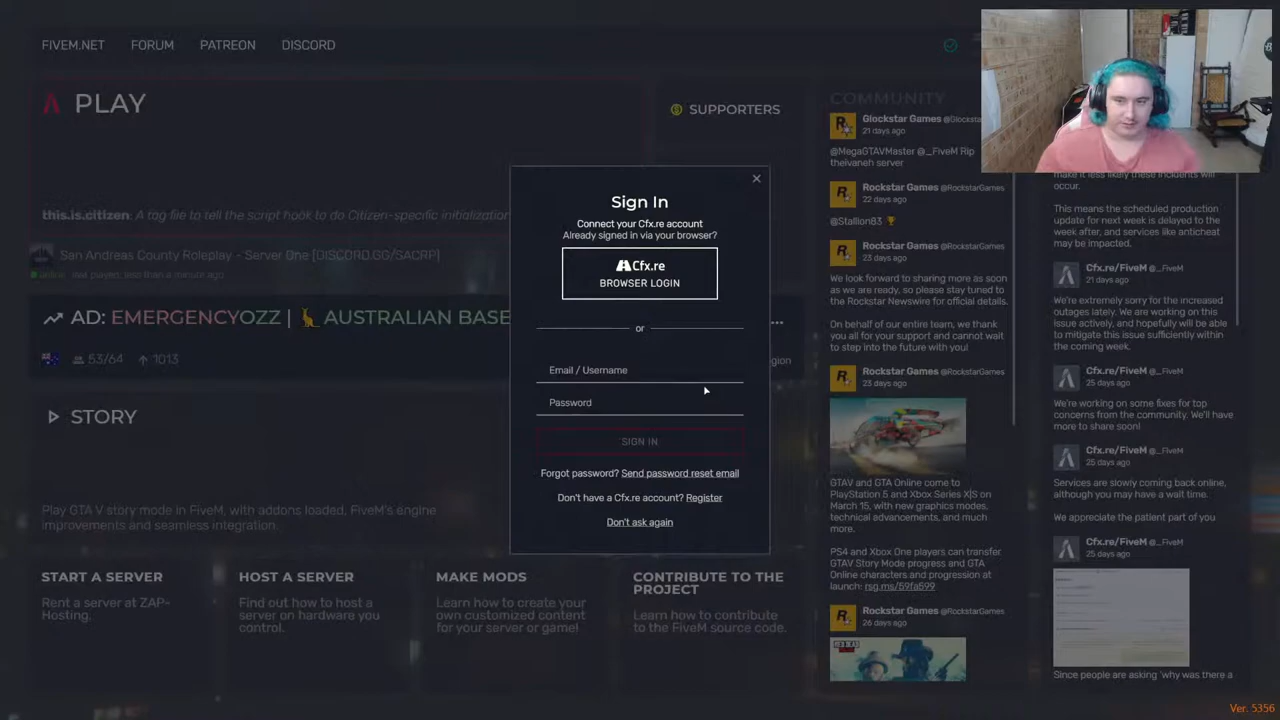 FIVEM.NET
FORUM
PATREON
DISCORD
PLAY
this.is.citizen: A tag file to tell the script hook to do Citizen-specific initialization
San Andreas County Roleplay - Server One [DISCORD.GG/SACRP]
online
less than a minute ago
AD: EMERGENCYOZZ |
AUSTRALIAN BASE
...
53/64
1013
region
STORY
Play GTA V story mode in FiveM, with addons loaded, FiveM's engine
improvements and seamless integration.
START A SERVER
Rent a server at ZAP-
Hosting.
HOST A SERVER
Find out how to host a
server on hardware you
control.
MAKE MODS
Learn how to create your
own customized content
for your server or game!
CONTRIBUTE TO THE
PROJECT
Learn how to contribute
to the FiveM source code.
SUPPORTERS
Sign In
Connect your Cfx.re account
Already signed in via your browser?
Cfx.re
BROWSER LOGIN
or
Email / Username
Password
SIGN IN
Forgot password? Send password reset email
Don't have a Cfx.re account? Register
Don't ask again
COMMUNITY
Glockstar Games @Glocksta
21 days ago
@MegaGTAVMaster @_FiveM Rip
theivaneh server
Rockstar Games @RockstarGames
22 days ago
@Stallion83
Rockstar Games @RockstarGames
23 days ago
We look forward to sharing more as soon
as we are ready, so please stay tuned to
the Rockstar Newswire for official details.
On behalf of our entire team, we thank
you all for your support and cannot wait
to step into the future with you!
Rockstar Games @RockstarGames
23 days ago
GTAV and GTA Online come to
PlayStation 5 and Xbox Series X|S on
March 15, with new graphics modes,
technical advancements, and much
more.
PS4 and Xbox One players can transfer
GTAV Story Mode progress and GTA
Online characters and progression at
launch: rsg.ms/59fa599
Rockstar Games @RockstarGames
26 days ago
make it less likely these incidents will
occur.
This means the scheduled production
update for next week is delayed to the
week after, and services like anticheat
may be impacted.
Cfx.re/FiveM @_FiveM
21 days ago
We're extremely sorry for the increased
outages lately. We are working on this
issue actively, and hopefully will be able
to mitigate this issue sufficiently within
the coming week.
Cfx.re/FiveM @_FiveM
25 days ago
We're working on some fixes for top
concerns from the community. We'll have
more to share soon!
Cfx.re/FiveM @_FiveM
25 days ago
Services are slowly coming back online,
although you may have a wait time.
We appreciate the patient part of you
Cfx.re/FiveM @_FiveM
25 days ago
Since people are asking 'why was there a
Ver. 5356